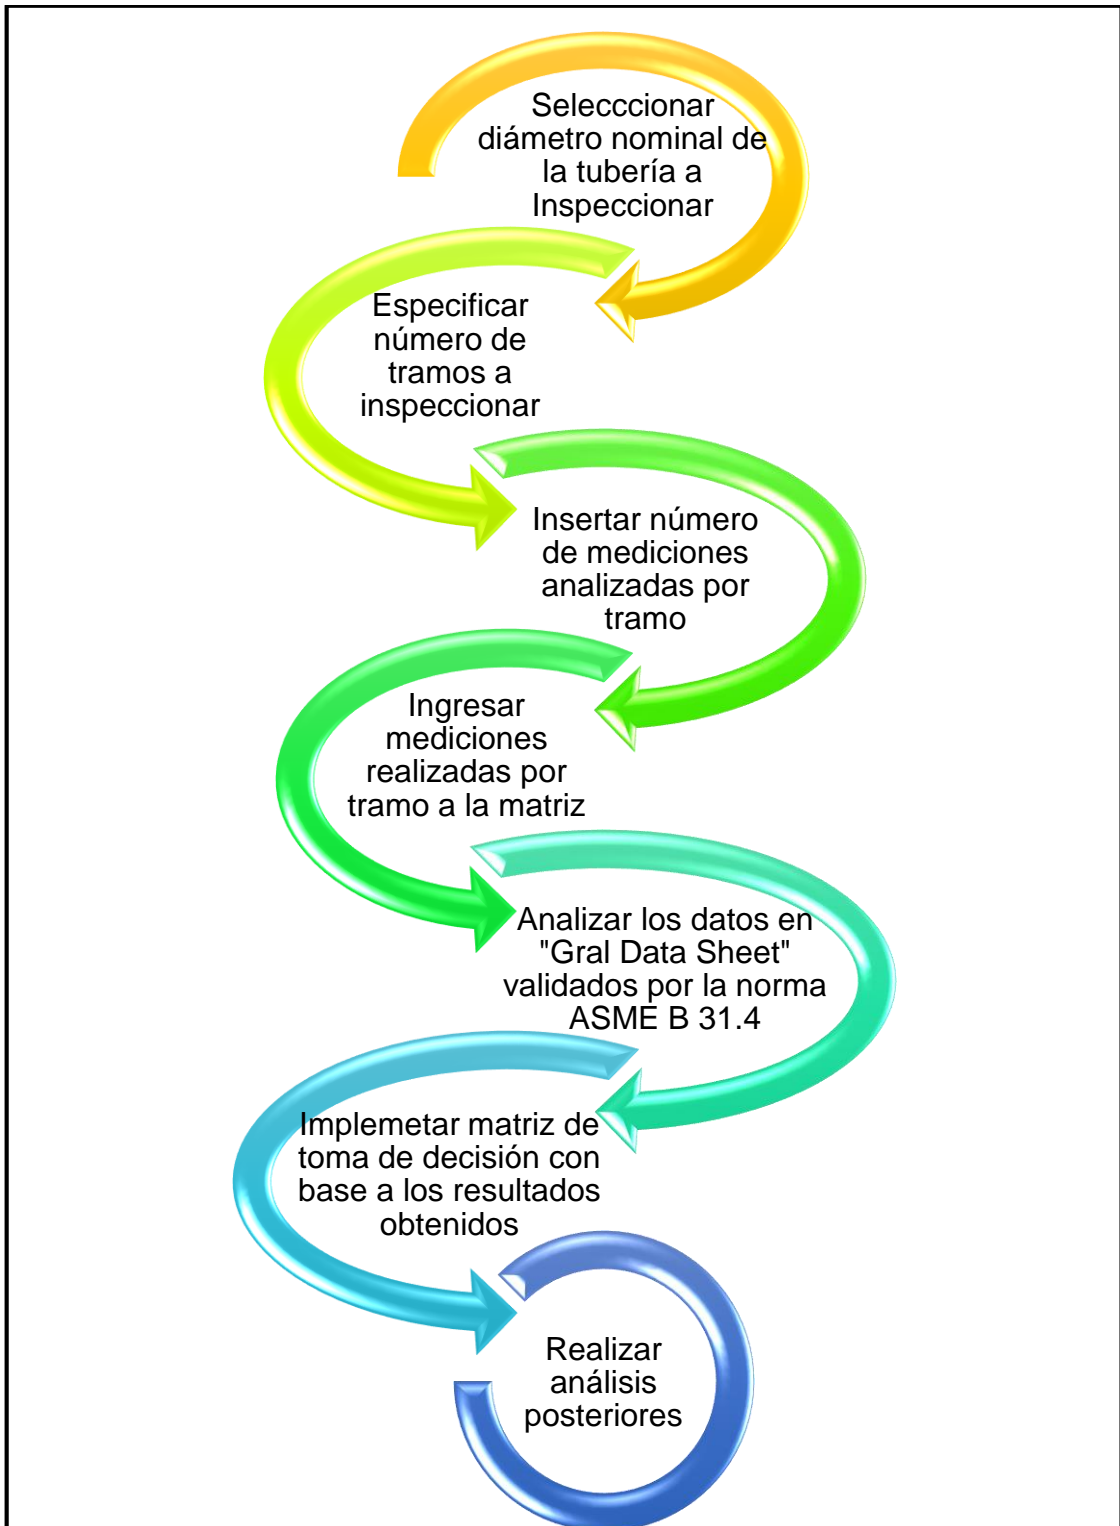 Selecccionar
diámetro nominal de
la tubería a
Inspeccionar
Especificar
número de
tramos a
inspeccionar
Insertar número
de mediciones
analizadas por
tramo
Ingresar
mediciones
realizadas por
tramo a la matriz
Analizar los datos en
"Gral Data Sheet"
validados por la norma
ASME B 31.4
Implemetar matriz de
toma de decisión con
base a los resultados
obtenidos
Realizar
análisis
posteriores